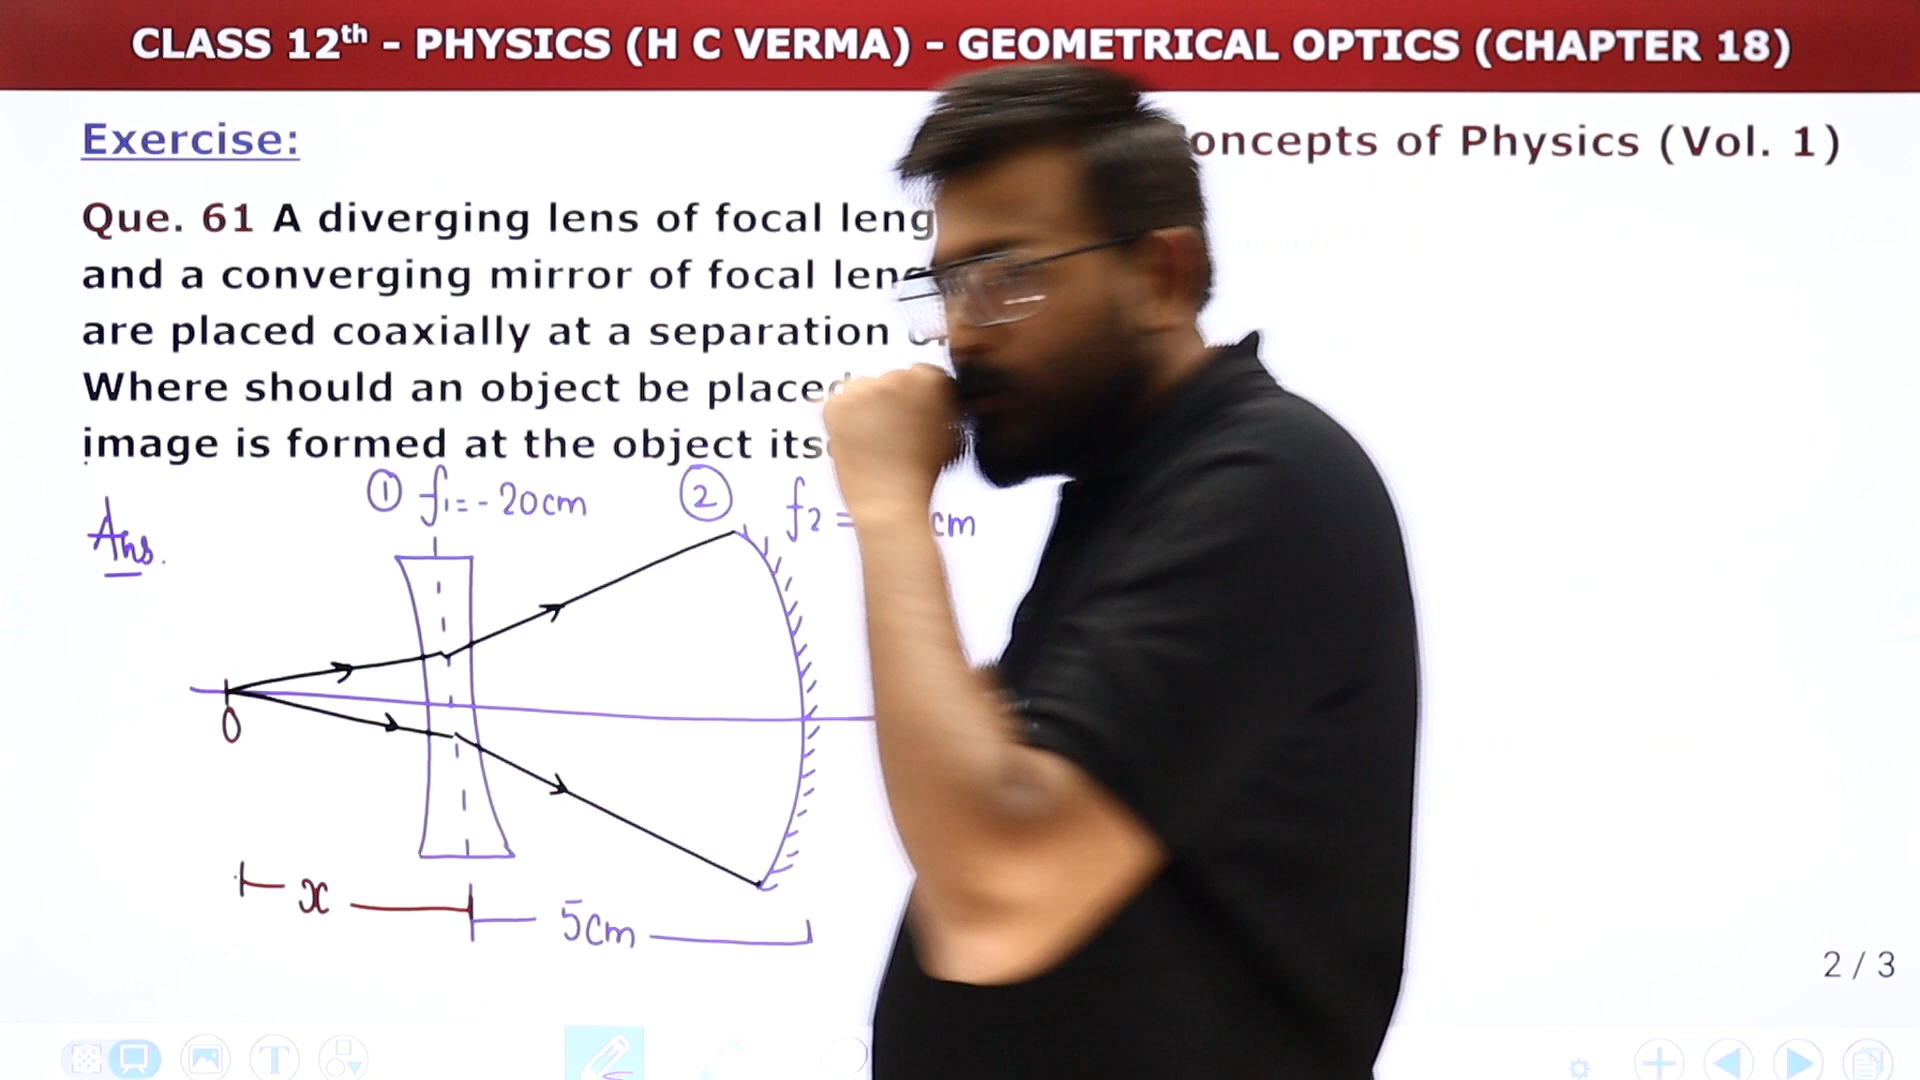 CLASS 12th - PHYSICS (H C VERMA) - GEOMETRICAL OPTICS (CHAPTER 18)
Exercise:
oncepts of Physics (Vol. 1)
Que. 61 A diverging lens of focal leng
and a converging mirror of focal len
are placed coaxially at a separation
Where should an object be place
image is formed at the object its
Ans.
① f1 = - 20cm
② f2 = cm
O
x
5cm
2 / 3
T